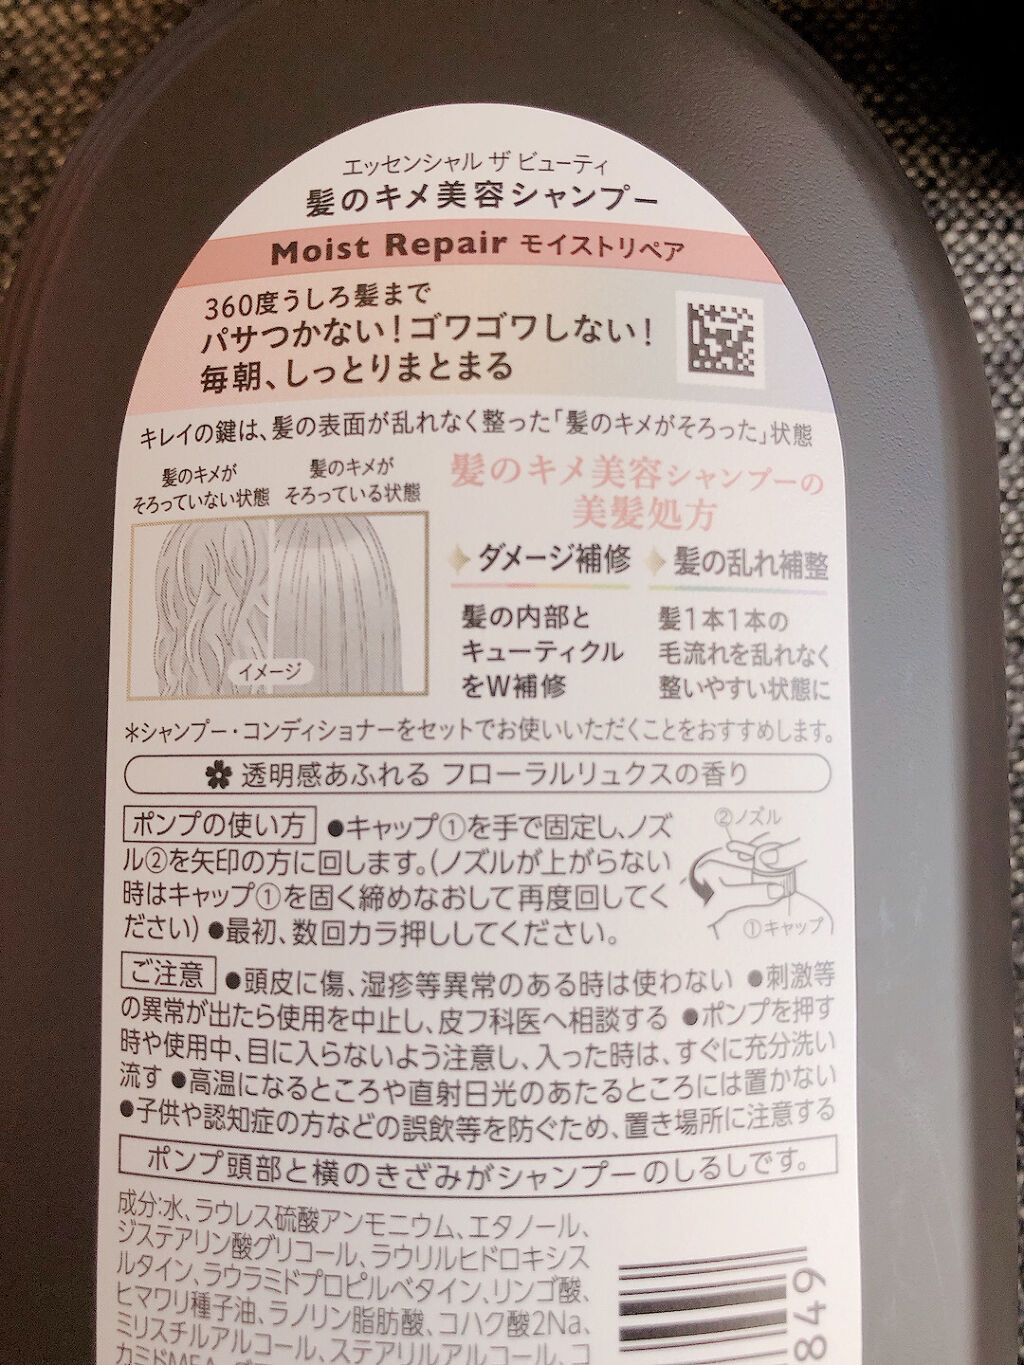 エッセンシャル ザ ビューティ
髪のキメ美容シャンプー
Moist Repair モイストリペア
360度うしろ髪まで
パサつかない!ゴワゴワしない!
毎朝、しっとりまとまる
キレイの鍵は、髪の表面が乱れなく整った「髪のキメがそろった」状態
髪のキメが
そろっていない状態
髪のキメが
そろっている状態
イメージ
髪のキメ美容シャンプーの
美髪処方
ダメージ補修
髪の内部と
キューティクル
をW補修
髪の乱れ補整
髪1本1本の
毛流れを乱れなく
整いやすい状態に
*シャンプー・コンディショナーをセットでお使いいただくことをおすすめします。
透明感あふれる フローラルリュクスの香り
ポンプの使い方 ●キャップ①を手で固定し、ノズ
ル②を矢印の方に回します。(ノズルが上がらない
時はキャップ①を固く締めなおして再度回してく
ださい) ●最初、数回カラ押ししてください。
②ノズル
①キャップ
ご注意 ●頭皮に傷、湿疹等異常のある時は使わない ●刺激等
の異常が出たら使用を中止し、皮フ科医へ相談する ●ポンプを押す
時や使用中、目に入らないよう注意し、入った時は、すぐに充分洗い
流す ●高温になるところや直射日光のあたるところには置かない
●子供や認知症の方などの誤飲等を防ぐため、置き場所に注意する
ポンプ頭部と横のきざみがシャンプーのしるしです。
成分:水、ラウレス硫酸アンモニウム、エタノール、
ジステアリン酸グリコール、ラウリルヒドロキシス
ルタイン、ラウラミドプロピルベタイン、リンゴ酸、
ヒマワリ種子油、ラノリン脂肪酸、コハク酸2Na、
ミリスチルアルコール、ステアリルアルコール、コ
カミドMEA、
649